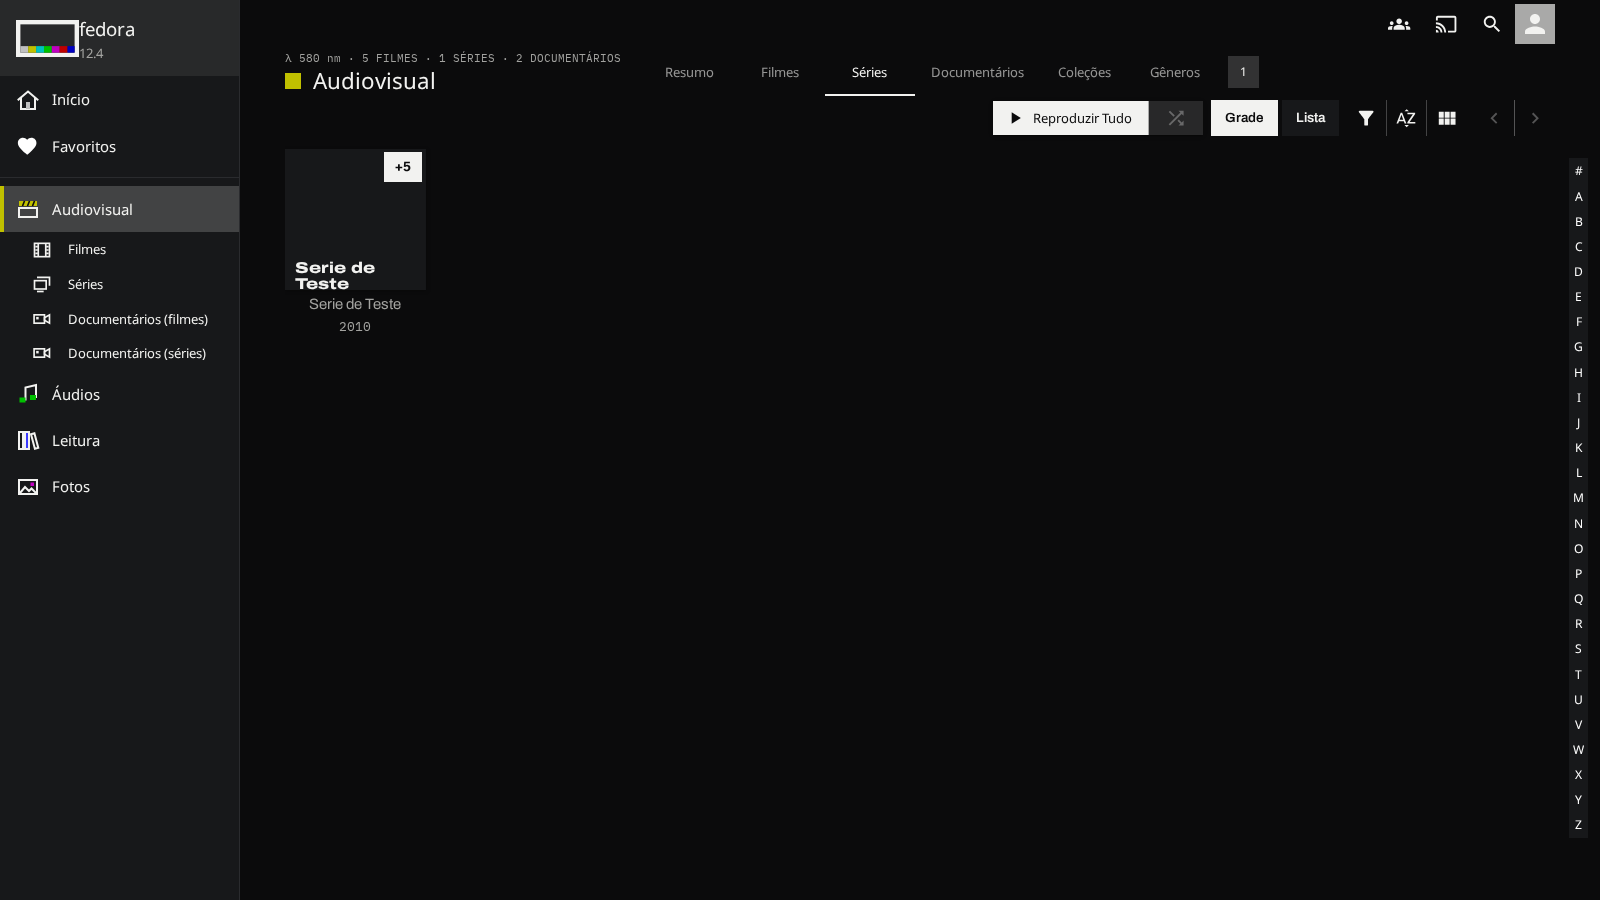 fedora
12.4
Início
Favoritos
Audiovisual
Filmes
Séries
Documentários (filmes)
Documentários (séries)
Áudios
Leitura
Fotos
λ 580 nm · 5 FILMES · 1 SÉRIES · 2 DOCUMENTÁRIOS
Audiovisual
Resumo
Filmes
Séries
Documentários
Coleções
Gêneros
1
Reproduzir Tudo
Grade
Lista
AZ
+5
Serie de
Teste
Serie de Teste
2010
#
A
B
C
D
E
F
G
H
I
J
K
L
M
N
O
P
Q
R
S
T
U
V
W
X
Y
Z